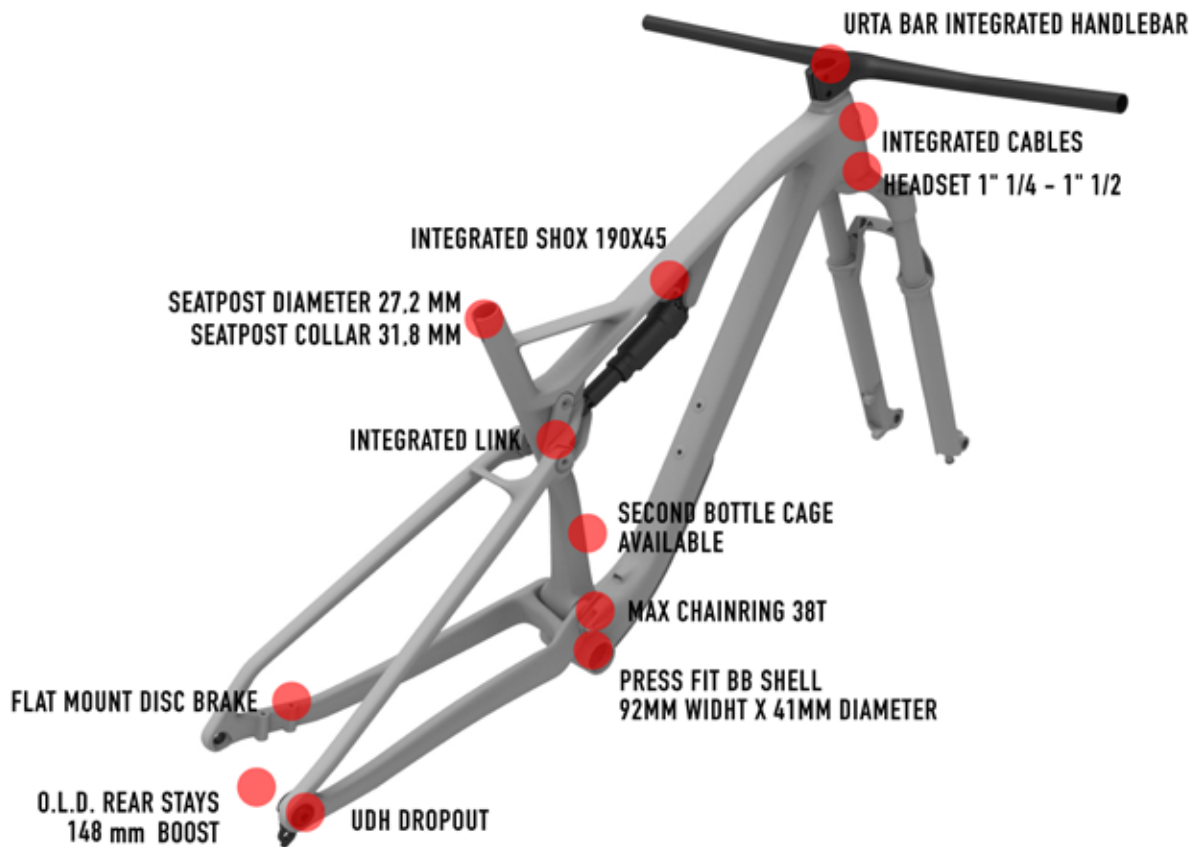 URTA BAR INTEGRATED HANDLEBAR
INTEGRATED CABLES
HEADSET 1" 1/4 - 1" 1/2
INTEGRATED SHOX 190X45
SEATPOST DIAMETER 27,2 MM
SEATPOST COLLAR 31,8 MM
INTEGRATED LINK
SECOND BOTTLE CAGE
AVAILABLE
MAX CHAINRING 38T
PRESS FIT BB SHELL
92MM WIDHT X 41MM DIAMETER
FLAT MOUNT DISC BRAKE
O.L.D. REAR STAYS
148 mm BOOST
UDH DROPOUT